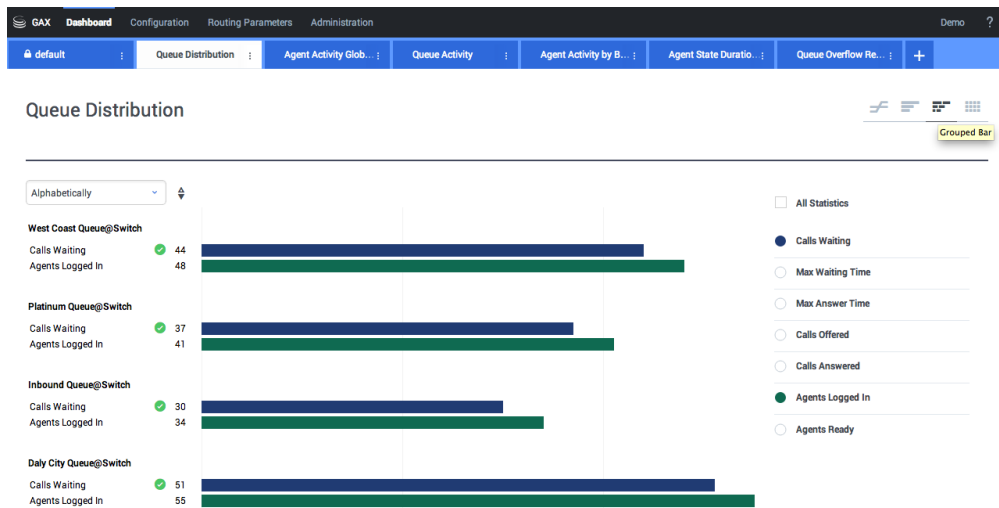 GAX Dashboard Configuration Routing Parameters Administration Demo ?
default Queue Distribution Agent Activity Glob... Queue Activity Agent Activity by B... Agent State Duratio... Queue Overflow Re... +
Queue Distribution
Grouped Bar
Alphabetically
All Statistics
West Coast Queue@Switch
Calls Waiting 44
Agents Logged In 48
Platinum Queue@Switch
Calls Waiting 37
Agents Logged In 41
Inbound Queue@Switch
Calls Waiting 30
Agents Logged In 34
Daly City Queue@Switch
Calls Waiting 51
Agents Logged In 55
Calls Waiting
Max Waiting Time
Max Answer Time
Calls Offered
Calls Answered
Agents Logged In
Agents Ready